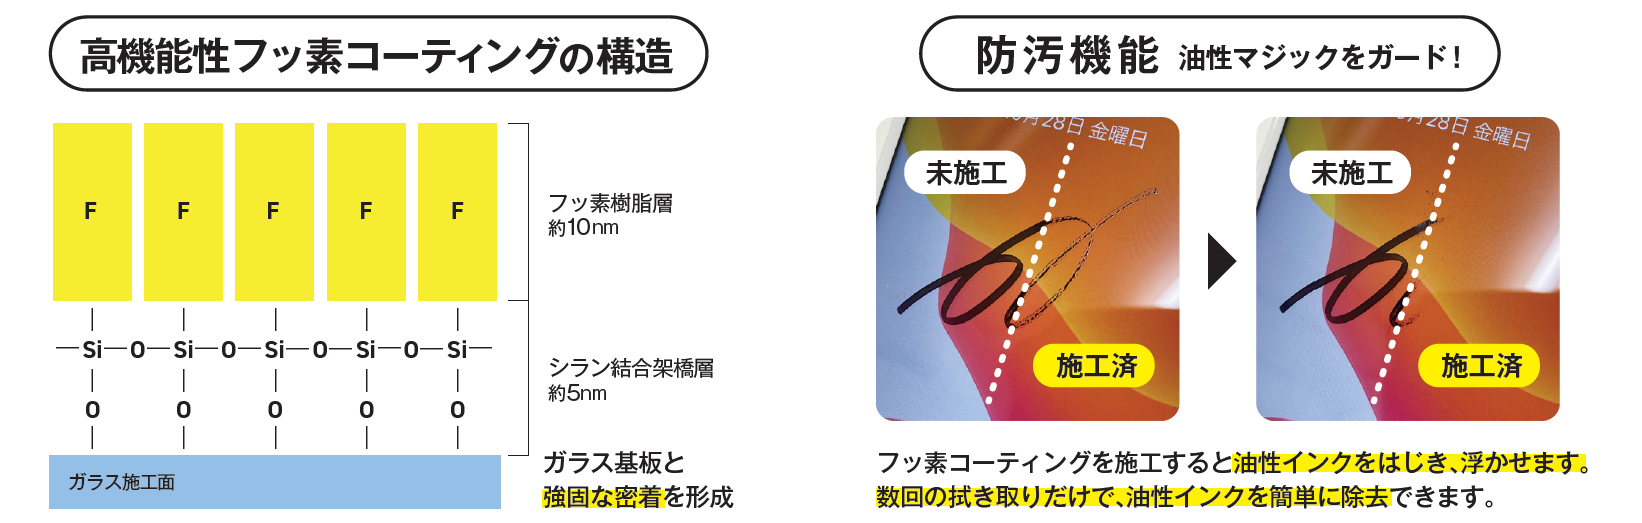 高機能性フッ素コーティングの構造
F F F F F
フッ素樹脂層
約10nm
Si O Si O Si O Si O Si
シラン結合架橋層
約5nm
O O O O O
ガラス施工面
ガラス基板と
強固な密着を形成
防汚機能 油性マジックをガード!
月28日 金曜日
未施工
施工済
月28日 金曜日
未施工
施工済
フッ素コーティングを施工すると油性インクをはじき、浮かせます。
数回の拭き取りだけで、油性インクを簡単に除去できます。